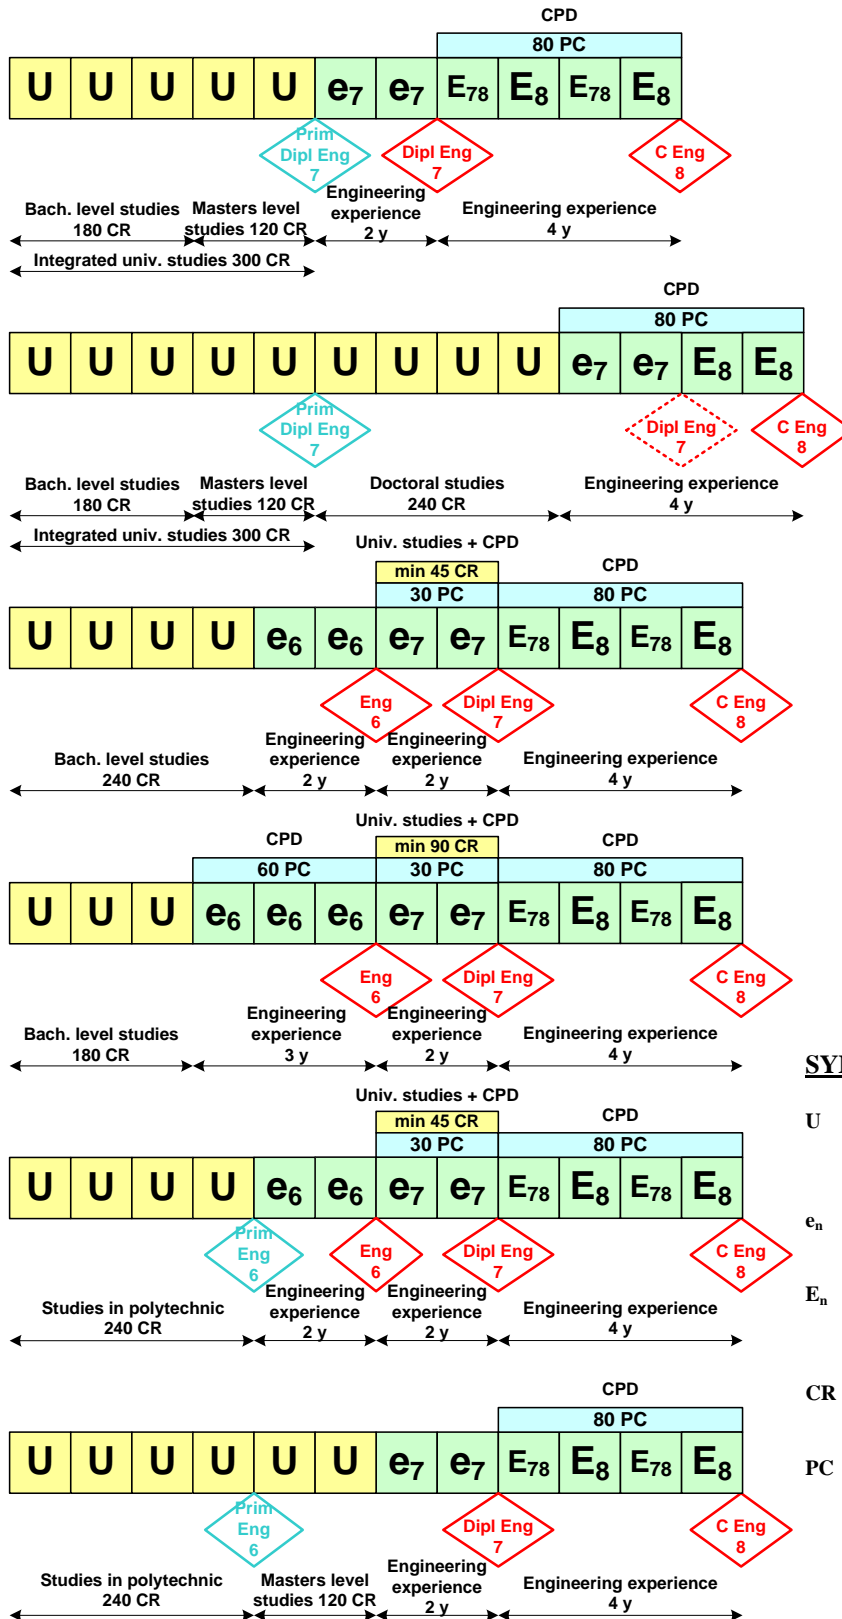 CPD
80 PC
U U U U U e7 e7 E78 E8 E78 E8
Prim
Dipl Eng
7
Dipl Eng
7
C Eng
8
Bach. level studies
180 CR
Masters level
studies 120 CR
Engineering
experience
2 y
Engineering experience
4 y
Integrated univ. studies 300 CR
CPD
80 PC
U U U U U U U U U e7 e7 E8 E8
Prim
Dipl Eng
7
Dipl Eng
7
C Eng
8
Bach. level studies
180 CR
Masters level
studies 120 CR
Doctoral studies
240 CR
Engineering experience
4 y
Integrated univ. studies 300 CR
Univ. studies + CPD
min 45 CR
30 PC
CPD
80 PC
U U U U e6 e6 e7 e7 E78 E8 E78 E8
Eng
6
Dipl Eng
7
C Eng
8
Bach. level studies
240 CR
Engineering
experience
2 y
Engineering
experience
2 y
Engineering experience
4 y
CPD
60 PC
Univ. studies + CPD
min 90 CR
30 PC
CPD
80 PC
U U U e6 e6 e6 e7 e7 E78 E8 E78 E8
Eng
6
Dipl Eng
7
C Eng
8
Bach. level studies
180 CR
Engineering
experience
3 y
Engineering
experience
2 y
Engineering experience
4 y
Univ. studies + CPD
min 45 CR
30 PC
CPD
80 PC
U U U U e6 e6 e7 e7 E78 E8 E78 E8
Prim
Eng
6
Eng
6
Dipl Eng
7
C Eng
8
Studies in polytechnic
240 CR
Engineering
experience
2 y
Engineering
experience
2 y
Engineering experience
4 y
CPD
80 PC
U U U U U U e7 e7 E78 E8 E78 E8
Prim
Eng
6
Dipl Eng
7
C Eng
8
Studies in polytechnic
240 CR
Masters level
studies 120 CR
Engineering
experience
2 y
Engineering experience
4 y
U
en
En
CR
PC